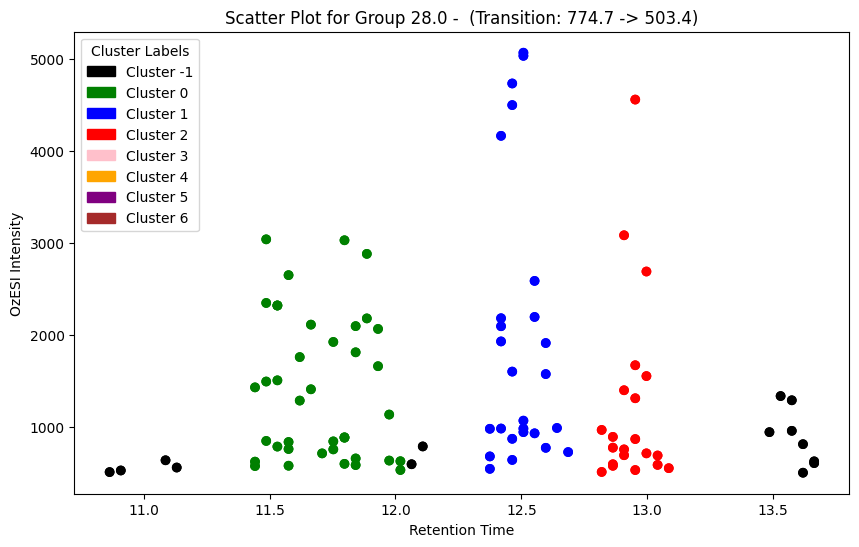 Scatter Plot for Group 28.0 -  (Transition: 774.7 -> 503.4)
Cluster Labels
Cluster -1
Cluster 0
Cluster 1
Cluster 2
Cluster 3
Cluster 4
Cluster 5
Cluster 6
OzESI Intensity
5000
4000
3000
2000
1000
11.0 11.5 12.0 12.5 13.0 13.5
Retention Time